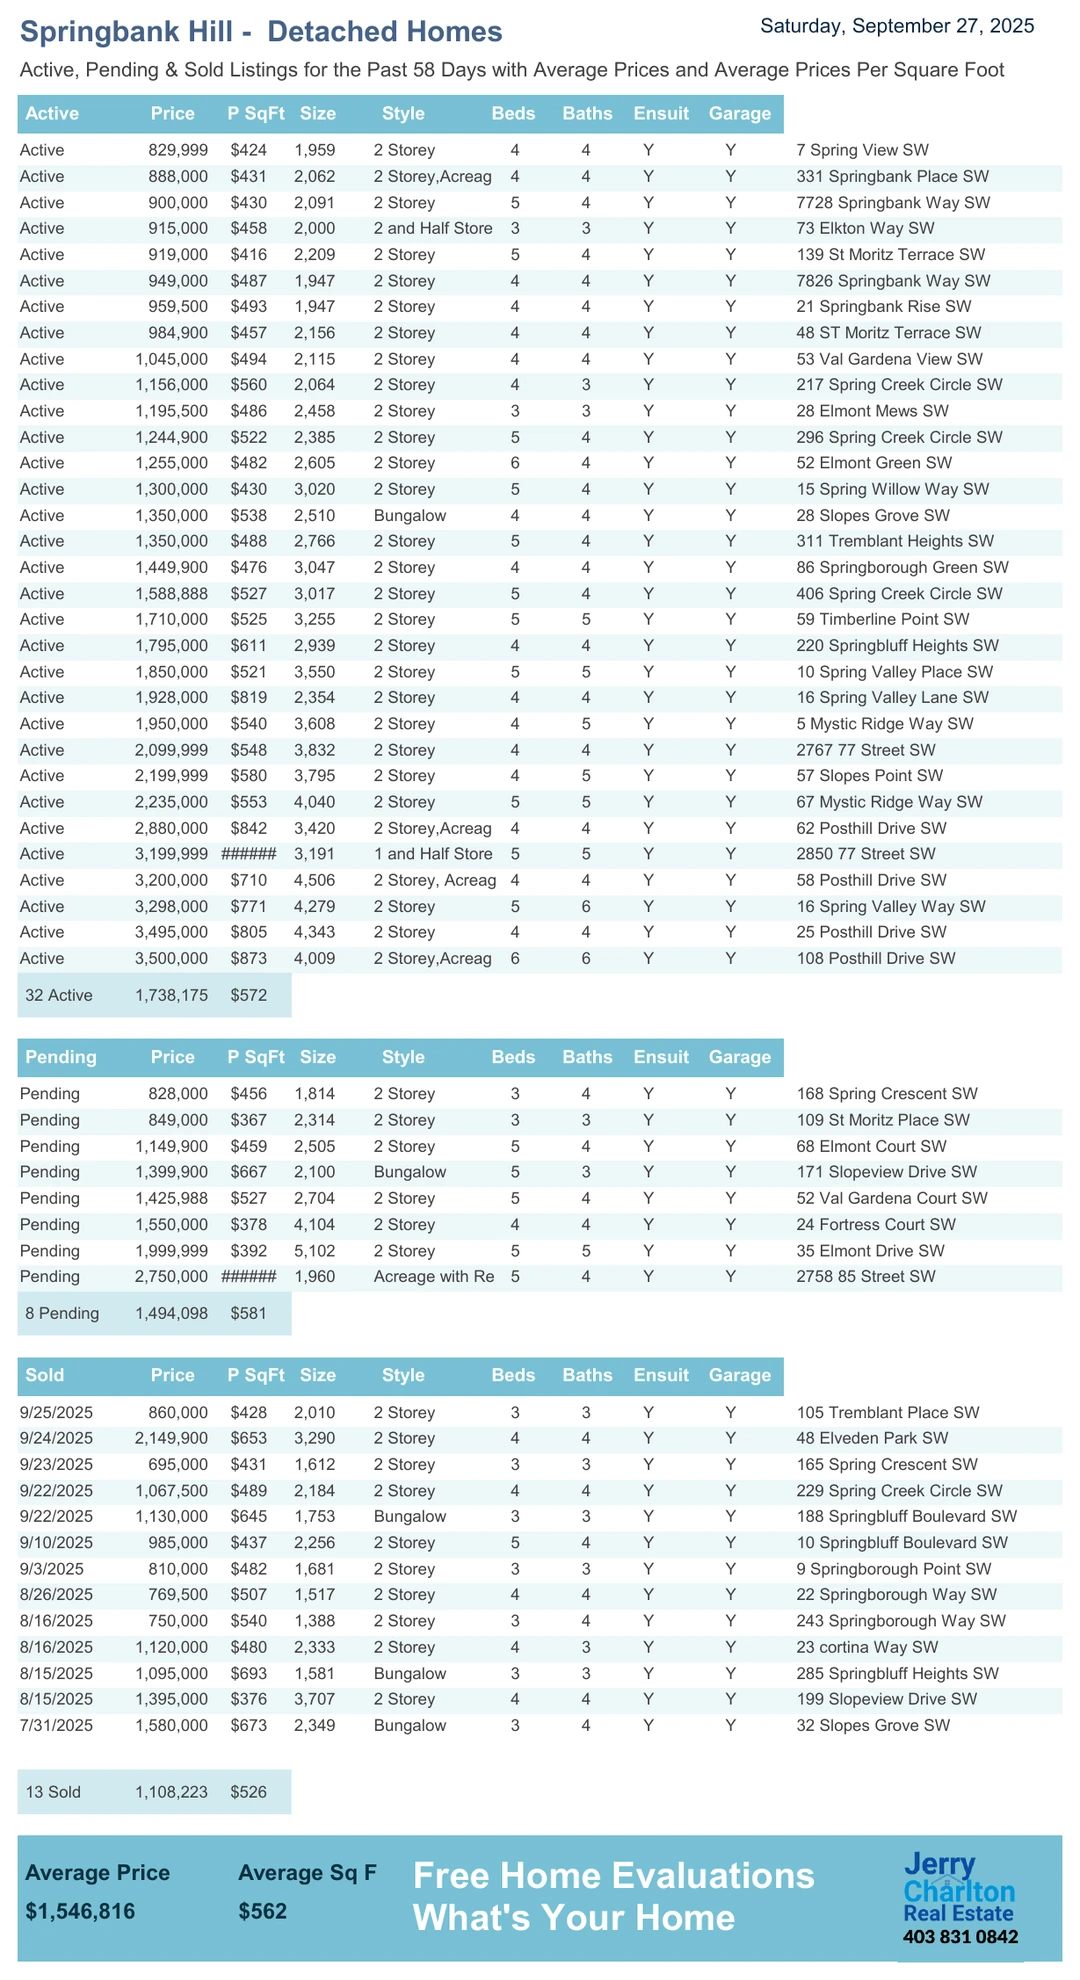 Springbank Hill -  Detached Homes
Saturday, September 27, 2025
Active, Pending & Sold Listings for the Past 58 Days with Average Prices and Average Prices Per Square Foot
Active Price P SqFt Size Style Beds Baths Ensuit Garage
Active 829,999 $424 1,959 2 Storey 4 4 Y Y 7 Spring View SW
Active 888,000 $431 2,062 2 Storey,Acreag 4 4 Y Y 331 Springbank Place SW
Active 900,000 $430 2,091 2 Storey 5 4 Y Y 7728 Springbank Way SW
Active 915,000 $458 2,000 2 and Half Store 3 3 Y Y 73 Elkton Way SW
Active 919,000 $416 2,209 2 Storey 5 4 Y Y 139 St Moritz Terrace SW
Active 949,000 $487 1,947 2 Storey 4 4 Y Y 7826 Springbank Way SW
Active 959,500 $493 1,947 2 Storey 4 4 Y Y 21 Springbank Rise SW
Active 984,900 $457 2,156 2 Storey 4 4 Y Y 48 ST Moritz Terrace SW
Active 1,045,000 $494 2,115 2 Storey 4 4 Y Y 53 Val Gardena View SW
Active 1,156,000 $560 2,064 2 Storey 4 3 Y Y 217 Spring Creek Circle SW
Active 1,195,500 $486 2,458 2 Storey 3 3 Y Y 28 Elmont Mews SW
Active 1,244,900 $522 2,385 2 Storey 5 4 Y Y 296 Spring Creek Circle SW
Active 1,255,000 $482 2,605 2 Storey 6 4 Y Y 52 Elmont Green SW
Active 1,300,000 $430 3,020 2 Storey 5 4 Y Y 15 Spring Willow Way SW
Active 1,350,000 $538 2,510 Bungalow 4 4 Y Y 28 Slopes Grove SW
Active 1,350,000 $488 2,766 2 Storey 5 4 Y Y 311 Tremblant Heights SW
Active 1,449,900 $476 3,047 2 Storey 4 4 Y Y 86 Springborough Green SW
Active 1,588,888 $527 3,017 2 Storey 5 4 Y Y 406 Spring Creek Circle SW
Active 1,710,000 $525 3,255 2 Storey 5 5 Y Y 59 Timberline Point SW
Active 1,795,000 $611 2,939 2 Storey 4 4 Y Y 220 Springbluff Heights SW
Active 1,850,000 $521 3,550 2 Storey 5 5 Y Y 10 Spring Valley Place SW
Active 1,928,000 $819 2,354 2 Storey 4 4 Y Y 16 Spring Valley Lane SW
Active 1,950,000 $540 3,608 2 Storey 4 5 Y Y 5 Mystic Ridge Way SW
Active 2,099,999 $548 3,832 2 Storey 4 4 Y Y 2767 77 Street SW
Active 2,199,999 $580 3,795 2 Storey 4 5 Y Y 57 Slopes Point SW
Active 2,235,000 $553 4,040 2 Storey 5 5 Y Y 67 Mystic Ridge Way SW
Active 2,880,000 $842 3,420 2 Storey,Acreag 4 4 Y Y 62 Posthill Drive SW
Active 3,199,999 ###### 3,191 1 and Half Store 5 5 Y Y 2850 77 Street SW
Active 3,200,000 $710 4,506 2 Storey, Acreag 4 4 Y Y 58 Posthill Drive SW
Active 3,298,000 $771 4,279 2 Storey 5 6 Y Y 16 Spring Valley Way SW
Active 3,495,000 $805 4,343 2 Storey 4 4 Y Y 25 Posthill Drive SW
Active 3,500,000 $873 4,009 2 Storey,Acreag 6 6 Y Y 108 Posthill Drive SW
32 Active 1,738,175 $572
Pending Price P SqFt Size Style Beds Baths Ensuit Garage
Pending 828,000 $456 1,814 2 Storey 3 4 Y Y 168 Spring Crescent SW
Pending 849,000 $367 2,314 2 Storey 3 3 Y Y 109 St Moritz Place SW
Pending 1,149,900 $459 2,505 2 Storey 5 4 Y Y 68 Elmont Court SW
Pending 1,399,900 $667 2,100 Bungalow 5 3 Y Y 171 Slopeview Drive SW
Pending 1,425,988 $527 2,704 2 Storey 5 4 Y Y 52 Val Gardena Court SW
Pending 1,550,000 $378 4,104 2 Storey 4 4 Y Y 24 Fortress Court SW
Pending 1,999,999 $392 5,102 2 Storey 5 5 Y Y 35 Elmont Drive SW
Pending 2,750,000 ###### 1,960 Acreage with Re 5 4 Y Y 2758 85 Street SW
8 Pending 1,494,098 $581
Sold Price P SqFt Size Style Beds Baths Ensuit Garage
9/25/2025 860,000 $428 2,010 2 Storey 3 3 Y Y 105 Tremblant Place SW
9/24/2025 2,149,900 $653 3,290 2 Storey 4 4 Y Y 48 Elveden Park SW
9/23/2025 695,000 $431 1,612 2 Storey 3 3 Y Y 165 Spring Crescent SW
9/22/2025 1,067,500 $489 2,184 2 Storey 4 4 Y Y 229 Spring Creek Circle SW
9/22/2025 1,130,000 $645 1,753 Bungalow 3 3 Y Y 188 Springbluff Boulevard SW
9/10/2025 985,000 $437 2,256 2 Storey 5 4 Y Y 10 Springbluff Boulevard SW
9/3/2025 810,000 $482 1,681 2 Storey 3 3 Y Y 9 Springborough Point SW
8/26/2025 769,500 $507 1,517 2 Storey 4 4 Y Y 22 Springborough Way SW
8/16/2025 750,000 $540 1,388 2 Storey 3 4 Y Y 243 Springborough Way SW
8/16/2025 1,120,000 $480 2,333 2 Storey 4 3 Y Y 23 cortina Way SW
8/15/2025 1,095,000 $693 1,581 Bungalow 3 3 Y Y 285 Springbluff Heights SW
8/15/2025 1,395,000 $376 3,707 2 Storey 4 4 Y Y 199 Slopeview Drive SW
7/31/2025 1,580,000 $673 2,349 Bungalow 3 4 Y Y 32 Slopes Grove SW
13 Sold 1,108,223 $526
Average Price Average Sq F
$1,546,816 $562
Free Home Evaluations
What's Your Home
Jerry
Charlton
Real Estate
403 831 0842